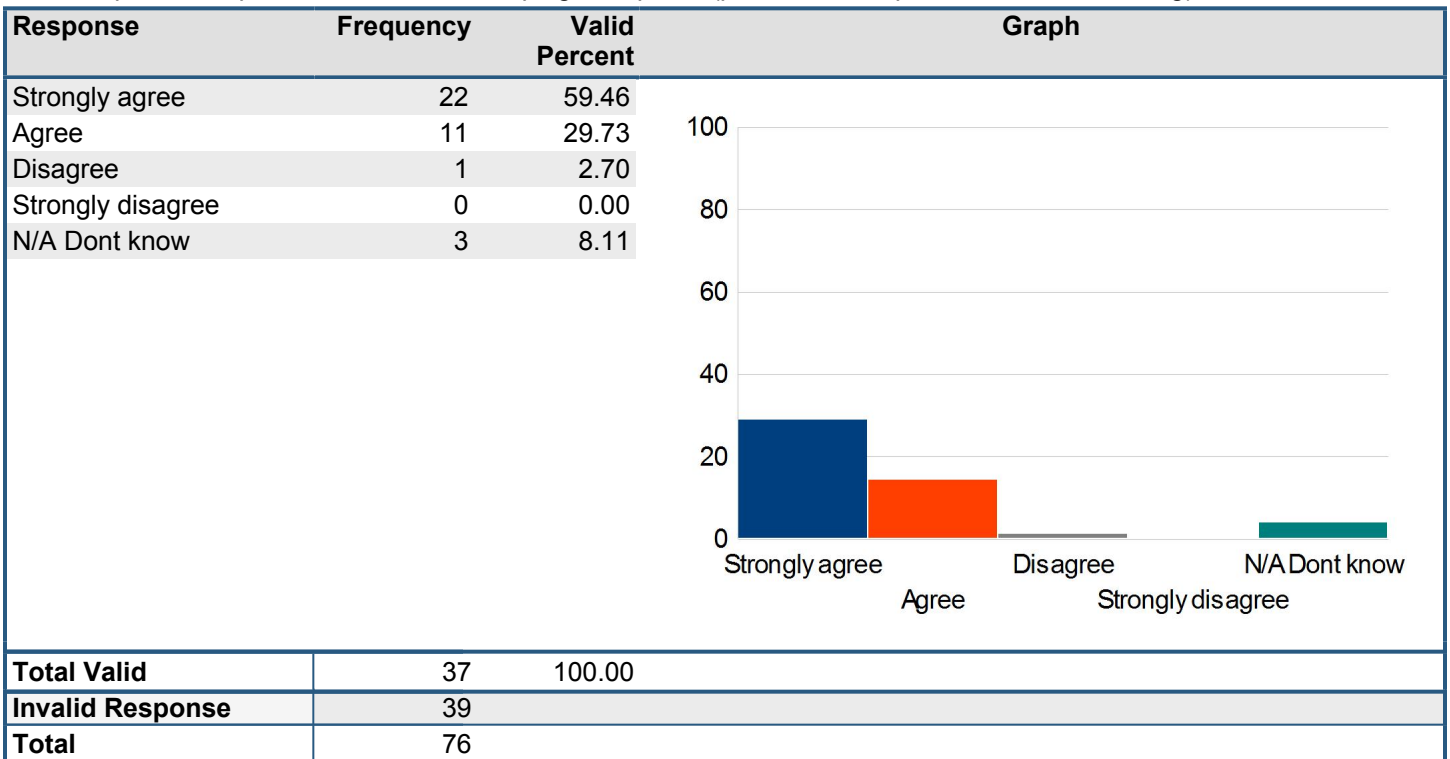 Response Frequency Valid Percent Graph
Strongly agree 22 59.46
Agree 11 29.73
Disagree 1 2.70
Strongly disagree 0 0.00
N/A Dont know 3 8.11
100
80
60
40
20
0
Strongly agree Disagree N/A Dont know
Agree Strongly disagree
Total Valid 37 100.00
Invalid Response 39
Total 76